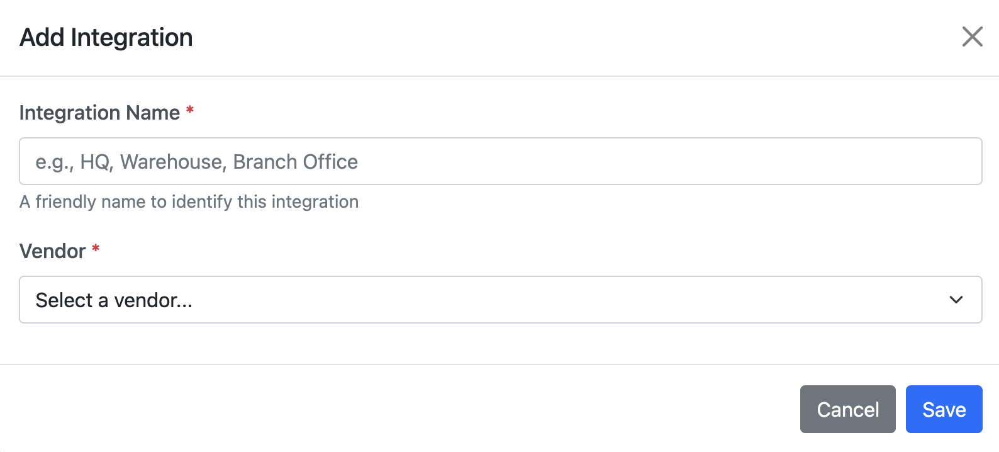 Add Integration
Integration Name *
e.g., HQ, Warehouse, Branch Office
A friendly name to identify this integration
Vendor *
Select a vendor...
Cancel Save